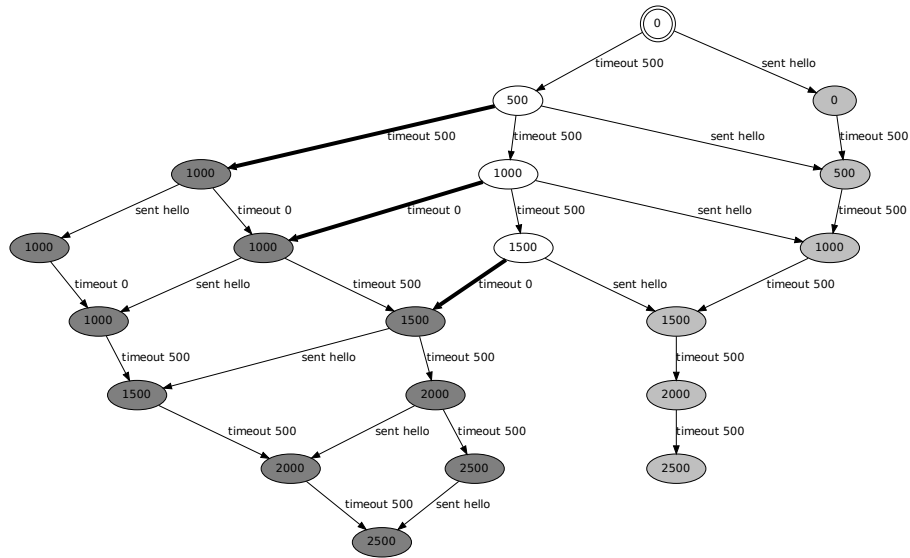 0
timeout 500 sent hello
500 0
timeout 500 timeout 500 sent hello timeout 500
1000 1000 500
sent hello timeout 0 timeout 0 timeout 500 sent hello timeout 500
1000 1000 1500 1000
timeout 0 sent hello timeout 500 timeout 0 sent hello timeout 500
1000 1500 1500
timeout 500 sent hello timeout 500 timeout 500
1500 2000 2000
timeout 500 sent hello timeout 500 timeout 500
2000 2500 2500
timeout 500 sent hello
2500